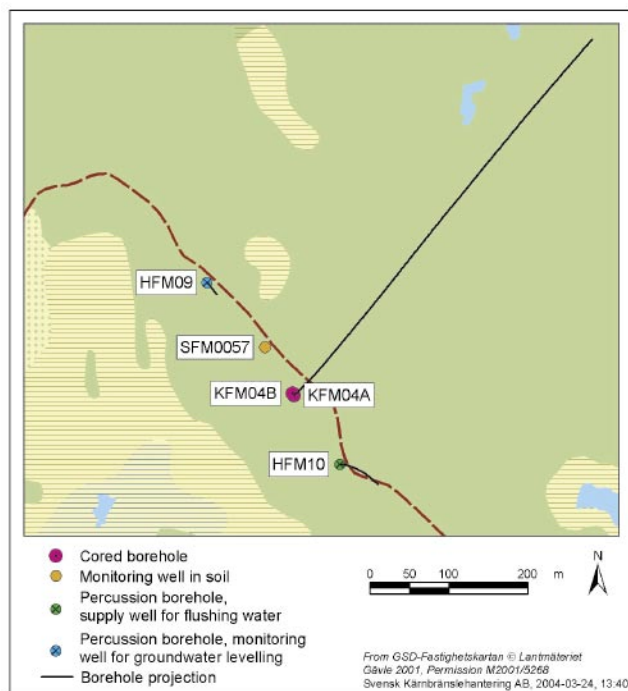 HFM09
SFM0057
KFM04B
KFM04A
HFM10
Cored borehole
Monitoring well in soil
Percussion borehole,
supply well for flushing water
Percussion borehole, monitoring
well for groundwater levelling
Borehole projection
0 50 100 200 m
N
From GSD-Fastighetskartan © Lantmäteriet
Gävle 2001, Permission M2001/5268
Svensk Kärnbränslehantering AB, 2004-03-24, 13:40